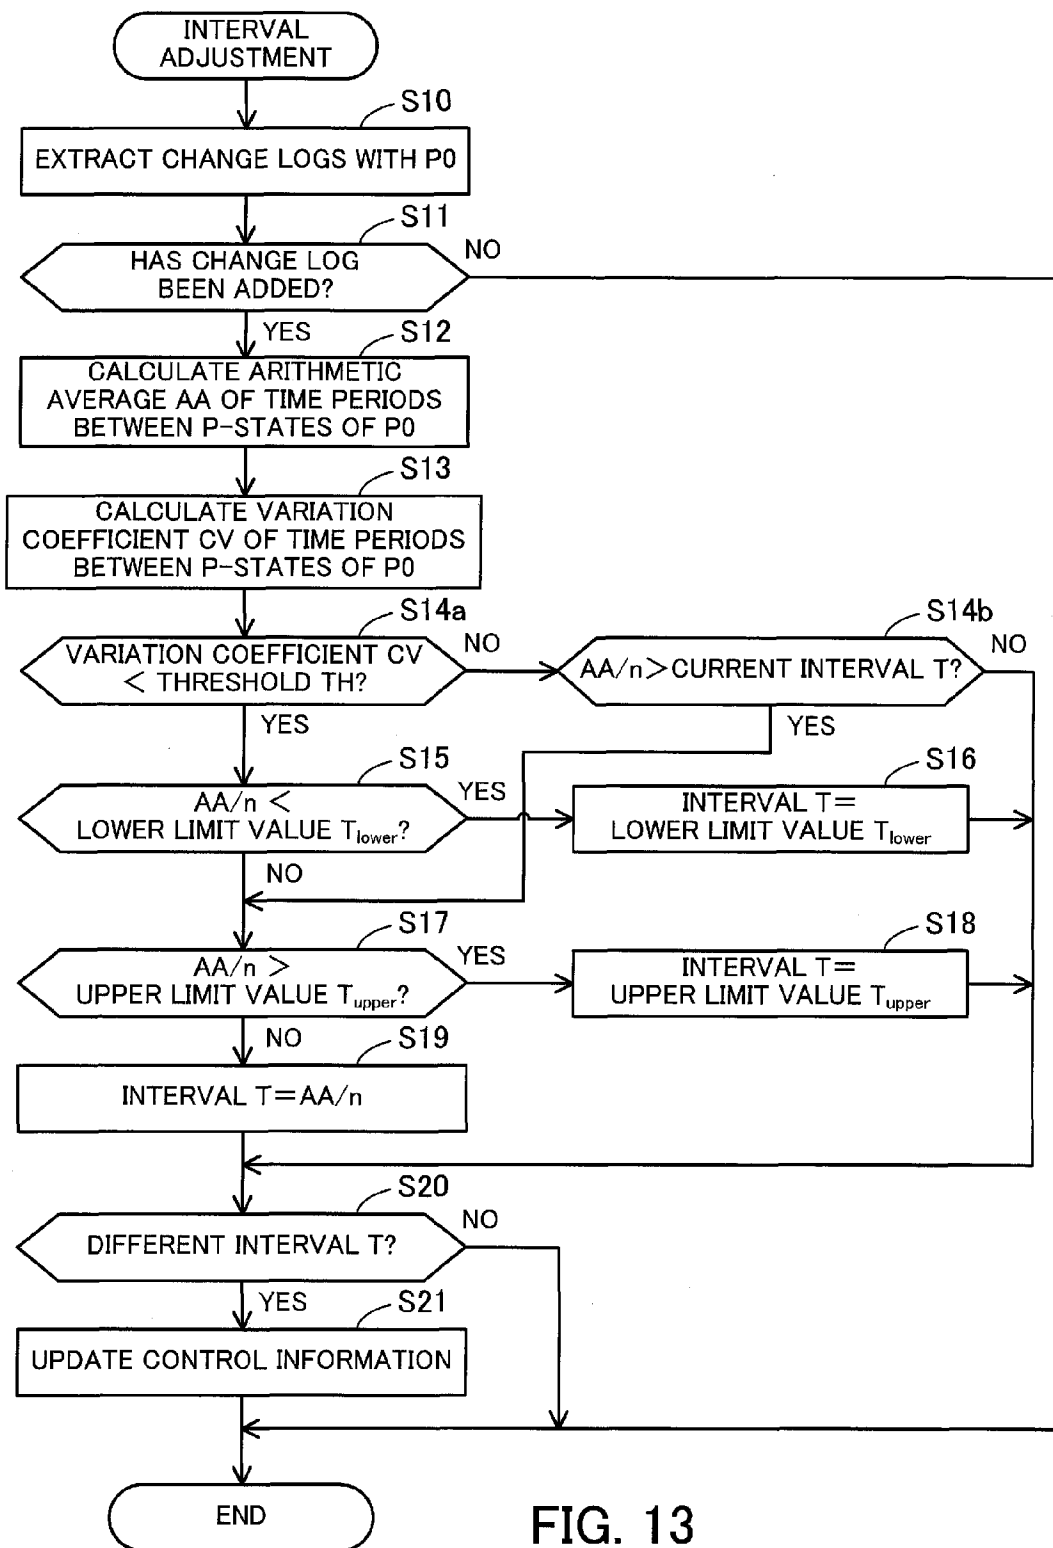 INTERVAL
ADJUSTMENT
S10
EXTRACT CHANGE LOGS WITH P0
S11
HAS CHANGE LOG
BEEN ADDED?
NO
YES
S12
CALCULATE ARITHMETIC
AVERAGE AA OF TIME PERIODS
BETWEEN P-STATES OF P0
S13
CALCULATE VARIATION
COEFFICIENT CV OF TIME PERIODS
BETWEEN P-STATES OF P0
S14a
VARIATION COEFFICIENT CV
< THRESHOLD TH?
NO
YES
S14b
AA/n>CURRENT INTERVAL T?
NO
YES
S15
AA/n <
LOWER LIMIT VALUE Tlower?
YES
NO
S16
INTERVAL T=
LOWER LIMIT VALUE Tlower
S17
AA/n >
UPPER LIMIT VALUE Tupper?
YES
NO
S18
INTERVAL T=
UPPER LIMIT VALUE Tupper
S19
INTERVAL T=AA/n
S20
DIFFERENT INTERVAL T?
NO
YES
S21
UPDATE CONTROL INFORMATION
END
FIG. 13